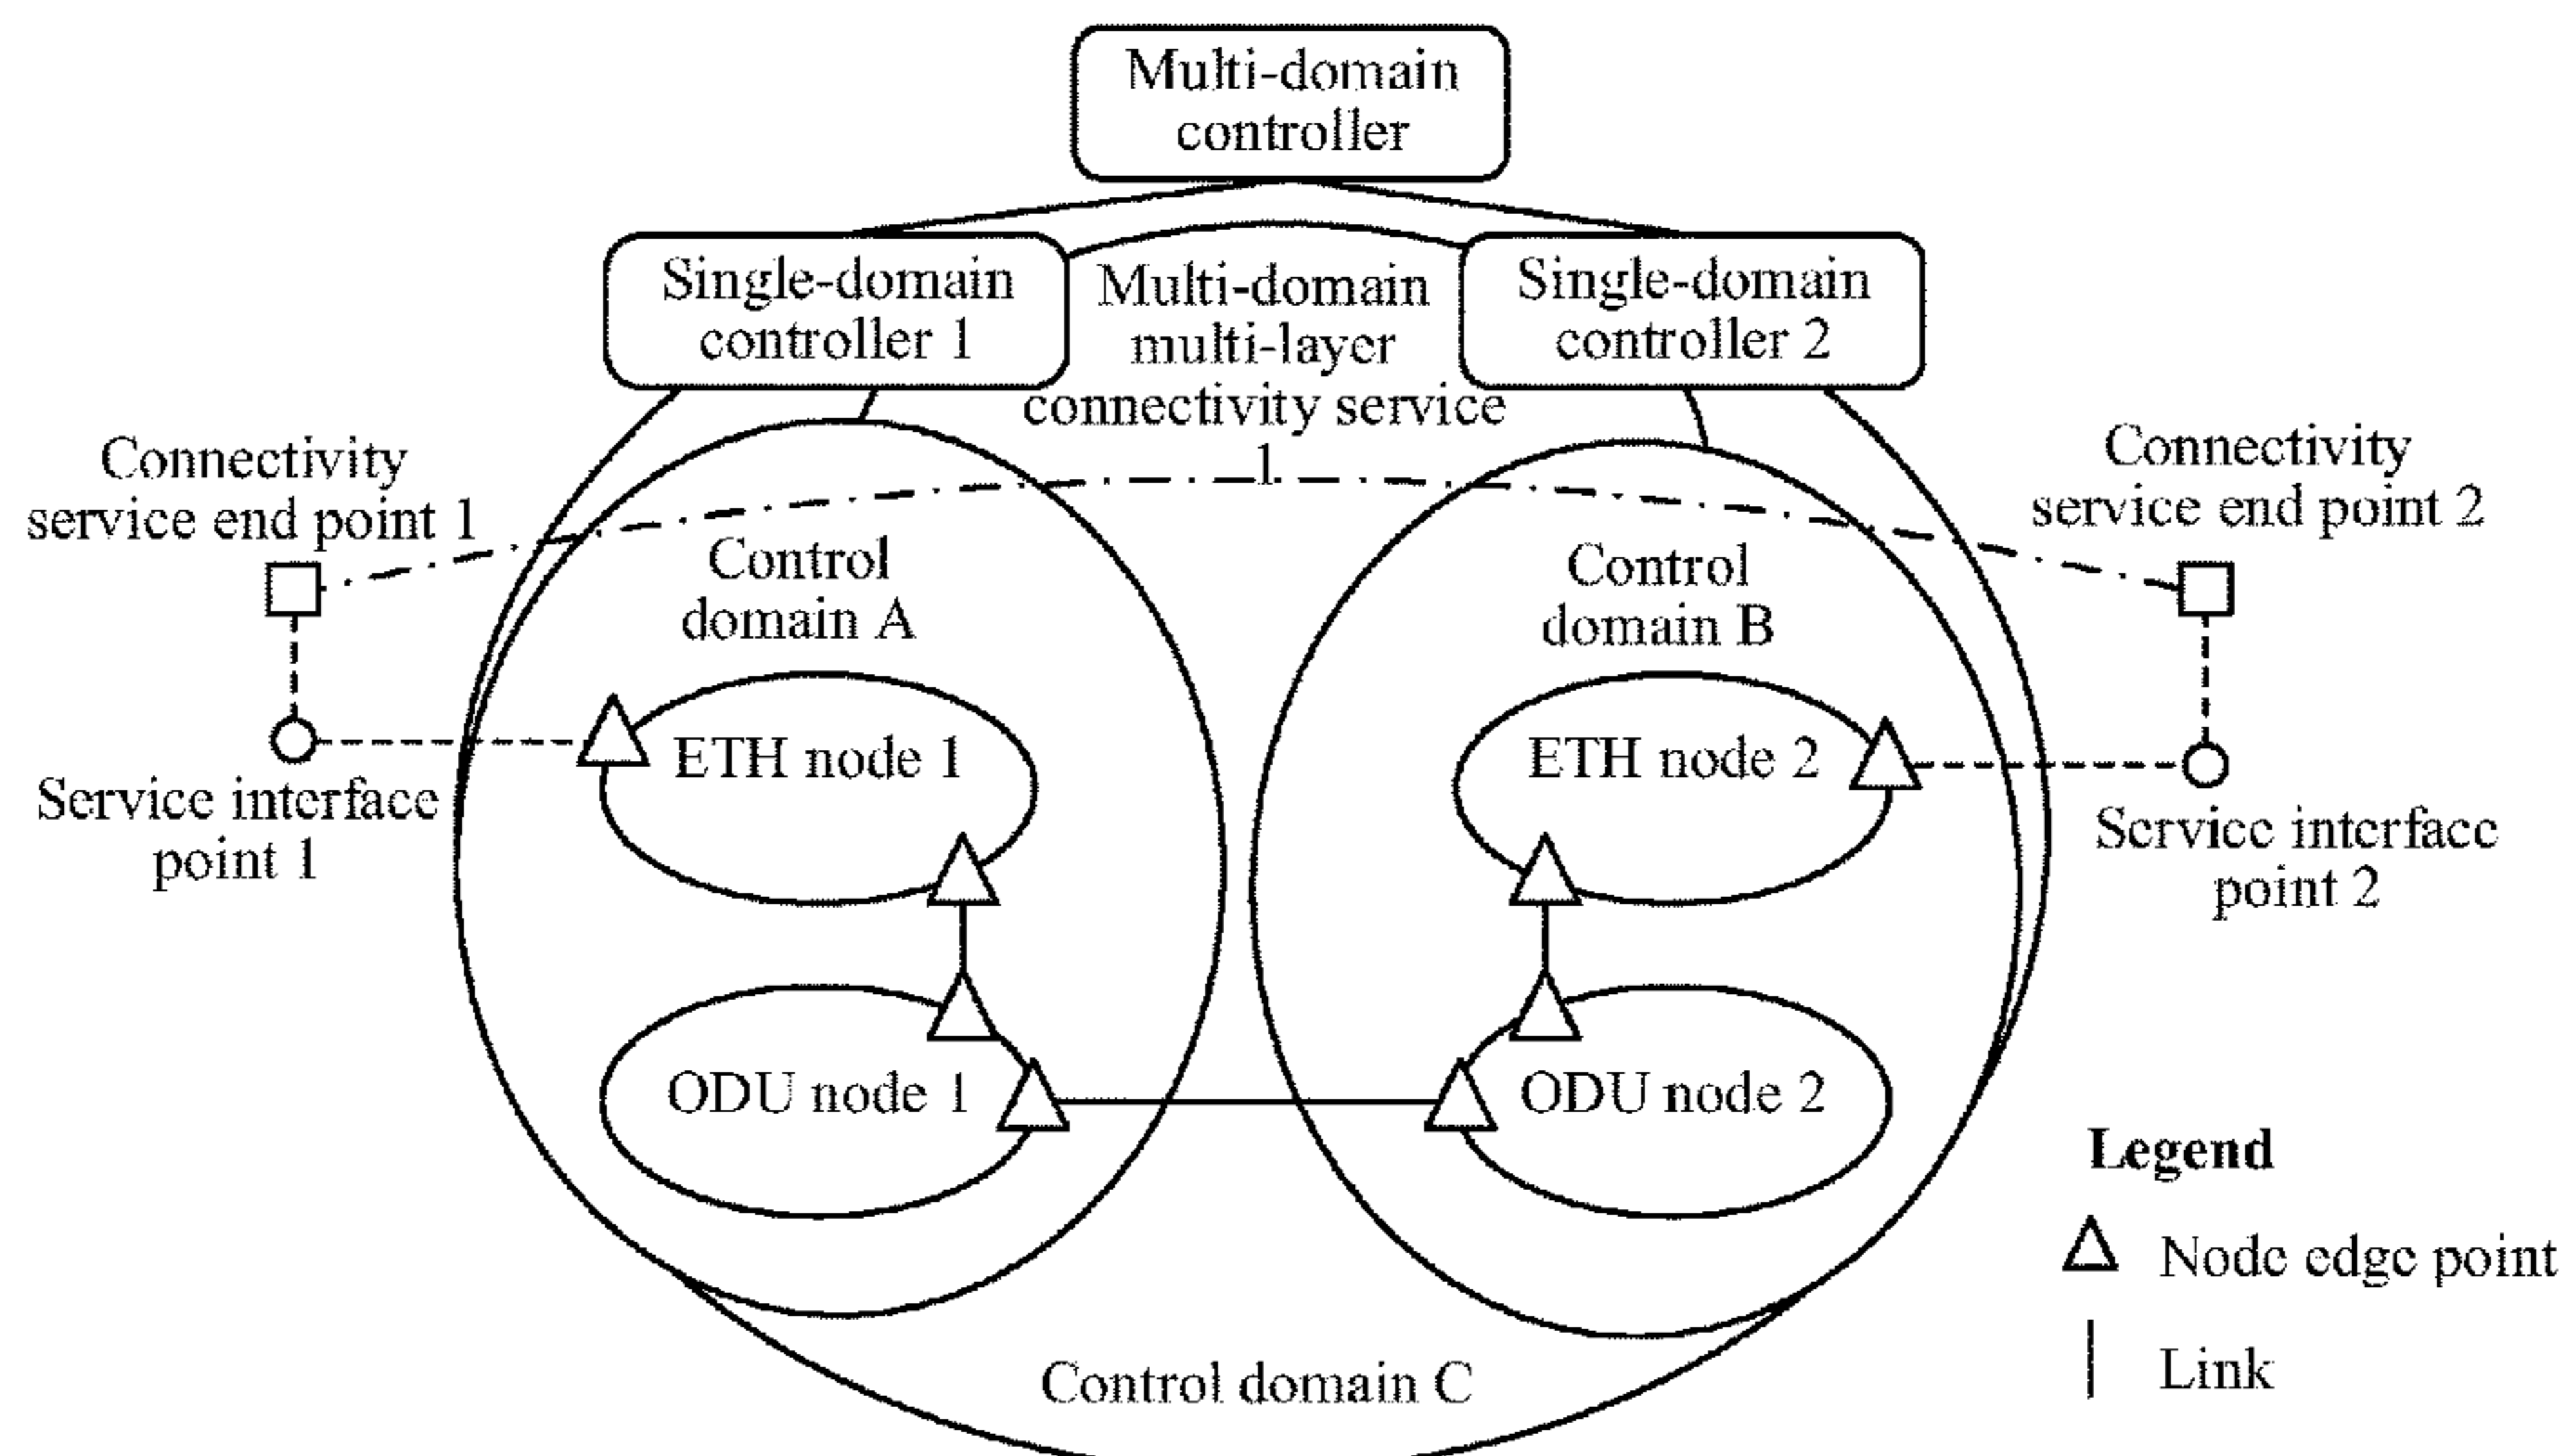 Multi-domain
controller
Single-domain
controller 1
Multi-domain
multi-layer
connectivity service
1
Single-domain
controller 2
Connectivity
service end point 1
Connectivity
service end point 2
Control
domain A
Control
domain B
ETH node 1
ETH node 2
Service interface
point 1
Service interface
point 2
ODU node 1
ODU node 2
Legend
Node edge point
Link
Control domain C